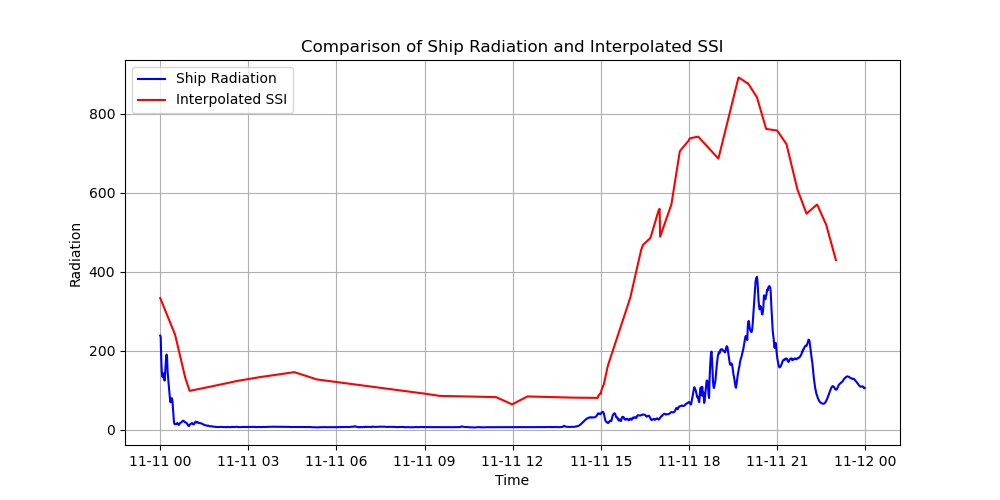 Comparison of Ship Radiation and Interpolated SSI
Ship Radiation
Interpolated SSI
Radiation
800
600
400
200
0
11-11 00 11-11 03 11-11 06 11-11 09 11-11 12 11-11 15 11-11 18 11-11 21 11-12 00
Time